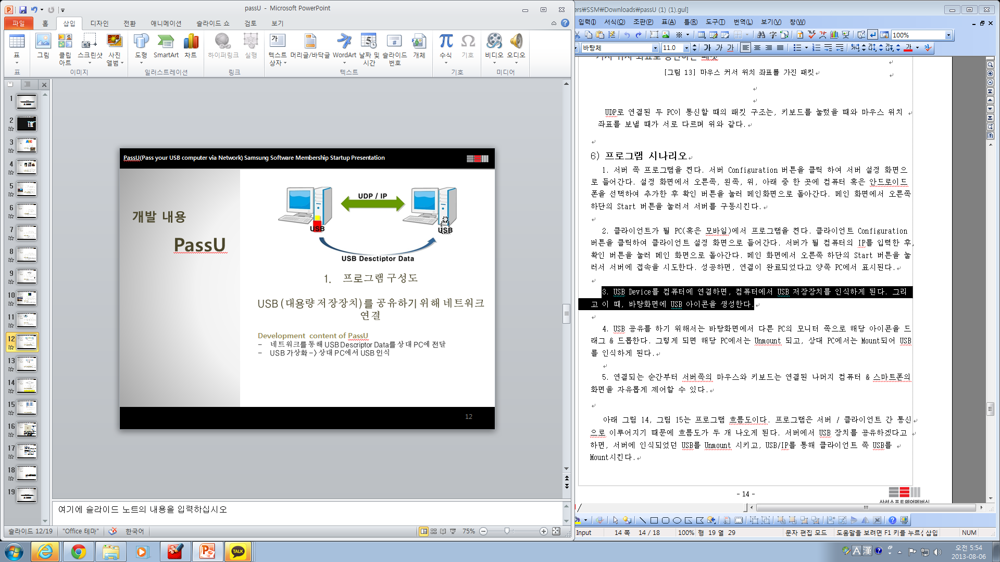 passU - Microsoft PowerPoint
파일
홈
삽입
디자인
전환
애니메이션
슬라이드 쇼
검토
보기
표
그림
클립
아트
스크린샷
사진
앨범
도형
SmartArt
차트
하이퍼링크
실행
텍스트
상자
머리글/바닥글
WordArt
날짜 및
시간
슬라이드
번호
개체
수식
기호
비디오
오디오
표
이미지
일러스트레이션
링크
텍스트
기호
미디어
1
2
3
4
5
6
7
8
9
10
11
12
13
14
15
16
17
18
19
PassU(Pass your USB computer via Network) Samsung Software Membership Startup Presentation
개발 내용
PassU
UDP / IP
USB
USB
USB Desctiptor Data
1. 프로그램 구성도
USB ( 대용량 저장장치 ) 를 공유하기 위해 네트워크
연결
Development content of PassU
- 네트워크를 통해 USB Descriptor Data를 상대 PC에 전달
- USB 가상화 -> 상대 PC에서 USB 인식
12
여기에 슬라이드 노트의 내용을 입력하십시오
슬라이드 12/19
"Office 테마"
한국어
75%
ers₩SSM₩Downloads₩passU (1) (1).gul]
입력(I) 서식(O) 조판(P) 표(A) 틀(R) 도구(T) 번역(L) 보기(V) 창(W)
100%
바탕체
11.0
가가가
[그림 13] 마우스 커서 위치 좌표를 가진 패킷
UDP로 연결된 두 PC이 통신할 때의 패킷 구조는, 키보드를 눌렀을 때와 마우스 위치
좌표를 보낼 때가 서로 다르며 위와 같다.
6) 프로그램 시나리오
1. 서버 쪽 프로그램을 켠다. 서버 Configuration 버튼을 클릭 하여 서버 설정 화면으
로 들어간다. 설정 화면에서 오른쪽, 왼쪽, 위, 아래 중 한 곳에 컴퓨터 혹은 안드로이드
폰을 선택하여 추가한 후 확인 버튼을 눌러 메인화면으로 돌아간다. 메인 화면에서 오른쪽
하단의 Start 버튼을 눌러서 서버를 구동시킨다.
2. 클라이언트가 될 PC(혹은 모바일)에서 프로그램을 켠다. 클라이언트 Configuration
버튼을 클릭하여 클라이언트 설정 화면으로 들어간다. 서버가 될 컴퓨터의 IP를 입력한 후,
확인 버튼을 눌러 메인 화면으로 돌아간다. 메인 화면에서 오른쪽 하단의 Start 버튼을 눌
러서 서버에 접속을 시도한다. 성공하면, 연결이 완료되었다고 양쪽 PC에서 표시된다.
3. USB Device를 컴퓨터에 연결하면, 컴퓨터에서 USB 저장장치를 인식하게 된다. 그리
고 이 때, 바탕화면에 USB 아이콘을 생성한다.
4. USB 공유를 하기 위해서는 바탕화면에서 다른 PC의 모니터 쪽으로 해당 아이콘을 드
래그 & 드롭한다. 그렇게 되면 해당 PC에서는 Unmount 되고, 상대 PC에서는 Mount되어 USB
를 인식하게 된다.
5. 연결되는 순간부터 서버쪽의 마우스와 키보드는 연결된 나머지 컴퓨터 & 스마트폰의
화면을 자유롭게 제어할 수 있다.
아래 그림 14, 그림 15는 프로그램 흐름도이다. 프로그램은 서버 / 클라이언트 간 통신
으로 이루어지기 때문에 흐름도가 두 개 나오게 된다. 서버에서 USB 장치를 공유하겠다고
하면, 서버에 인식되었던 USB를 Unmount 시키고, USB/IP를 통해 클라이언트 쪽 USB를
Mount시킨다.
- 14 -
Input
14 쪽
14 / 18
100%
행 19 열 29
문자 편집 모드
도움말을 보려면 F1 키를 누르
삽입
NUM
TALK
A 漢
오전 5:54
2013-08-06